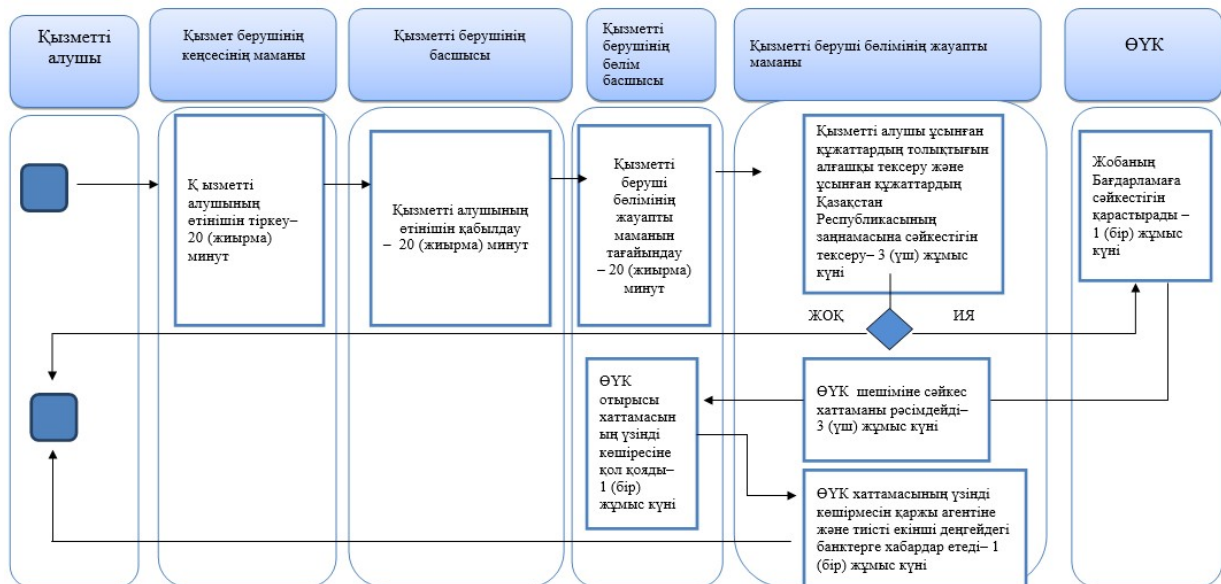 Қызметті
алушы
Қызмет берушінің
кеңсесінің маманы
Қызметті берушінің
басшысы
Қызметті
берушінің
бөлім
басшысы
Қызметті беруші бөлімінің жауапты
маманы
ӨҮК
Қ ызметті
алушының
өтінішін тіркеу–
20 (жиырма)
минут
Қызметті алушының
өтінішін қабылдау
– 20 (жиырма) минут
Қызметті
беруші
бөлімінің
жауапты
маманын
тағайындау
– 20 (жиырма)
минут
Қызметті алушы ұсынған
құжаттардың толықтығын
алғашқы тексеру және
ұсынған құжаттардың
Қазақстан
Республикасының
заңнамасына сәйкестігін
тексеру– 3 (үш) жұмыс
күні
Жобаның
Бағдарламаға
сәйкестігін
қарастырады –
1 (бір) жұмыс
күні
ЖОҚ
ИЯ
ӨҮК
отырысы
хаттамасын
ың үзінді
көшіресіне
қол қояды–
1 (бір)
жұмыс күні
ӨҮК шешіміне сәйкес
хаттаманы рәсімдейді–
3 (үш) жұмыс күні
ӨҮК хаттамасының үзінді
көшірмесін қаржы агентіне
және тиісті екінші деңгейдегі
банктерге хабардар етеді– 1
(бір) жұмыс күні